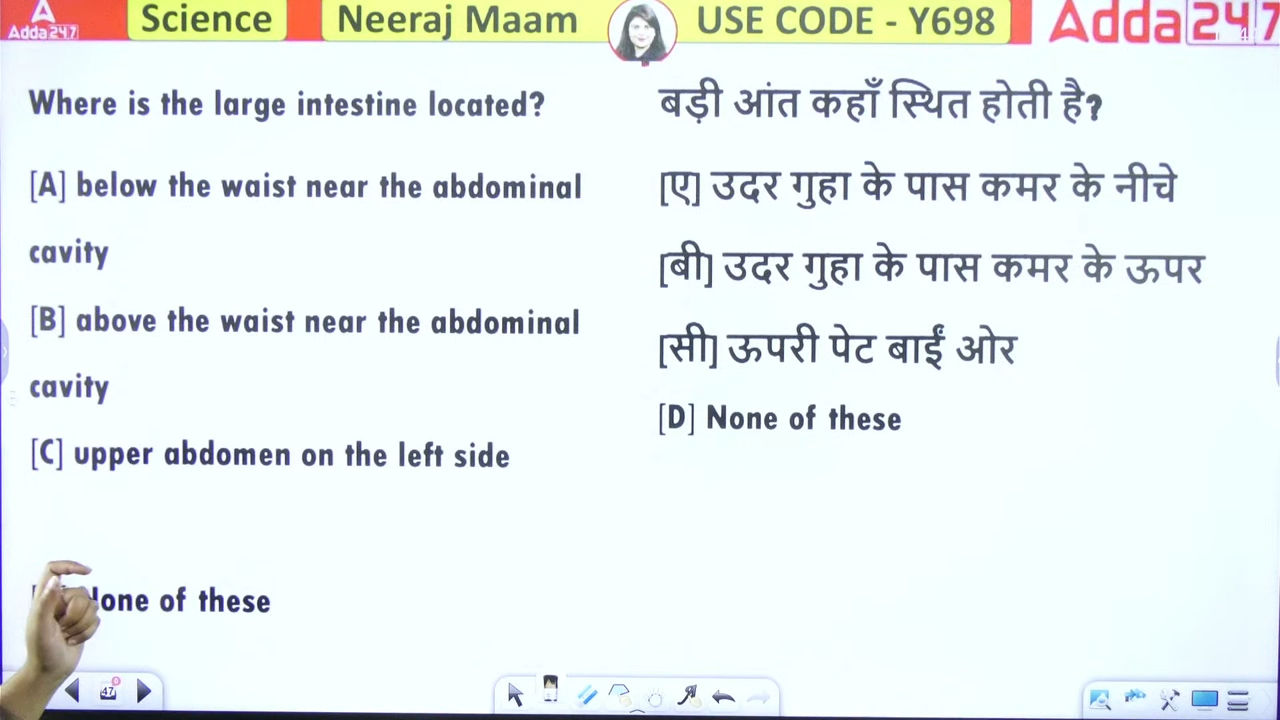 Adda247
Science
Neeraj Maam
USE CODE - Y698
Adda247
Where is the large intestine located?
[A] below the waist near the abdominal
cavity
[B] above the waist near the abdominal
cavity
[C] upper abdomen on the left side
of these
बड़ी आंत कहाँ स्थित होती है?
[ए] उदर गुहा के पास कमर के नीचे
[बी] उदर गुहा के पास कमर के ऊपर
[सी] ऊपरी पेट बाईं ओर
[D] None of these
47